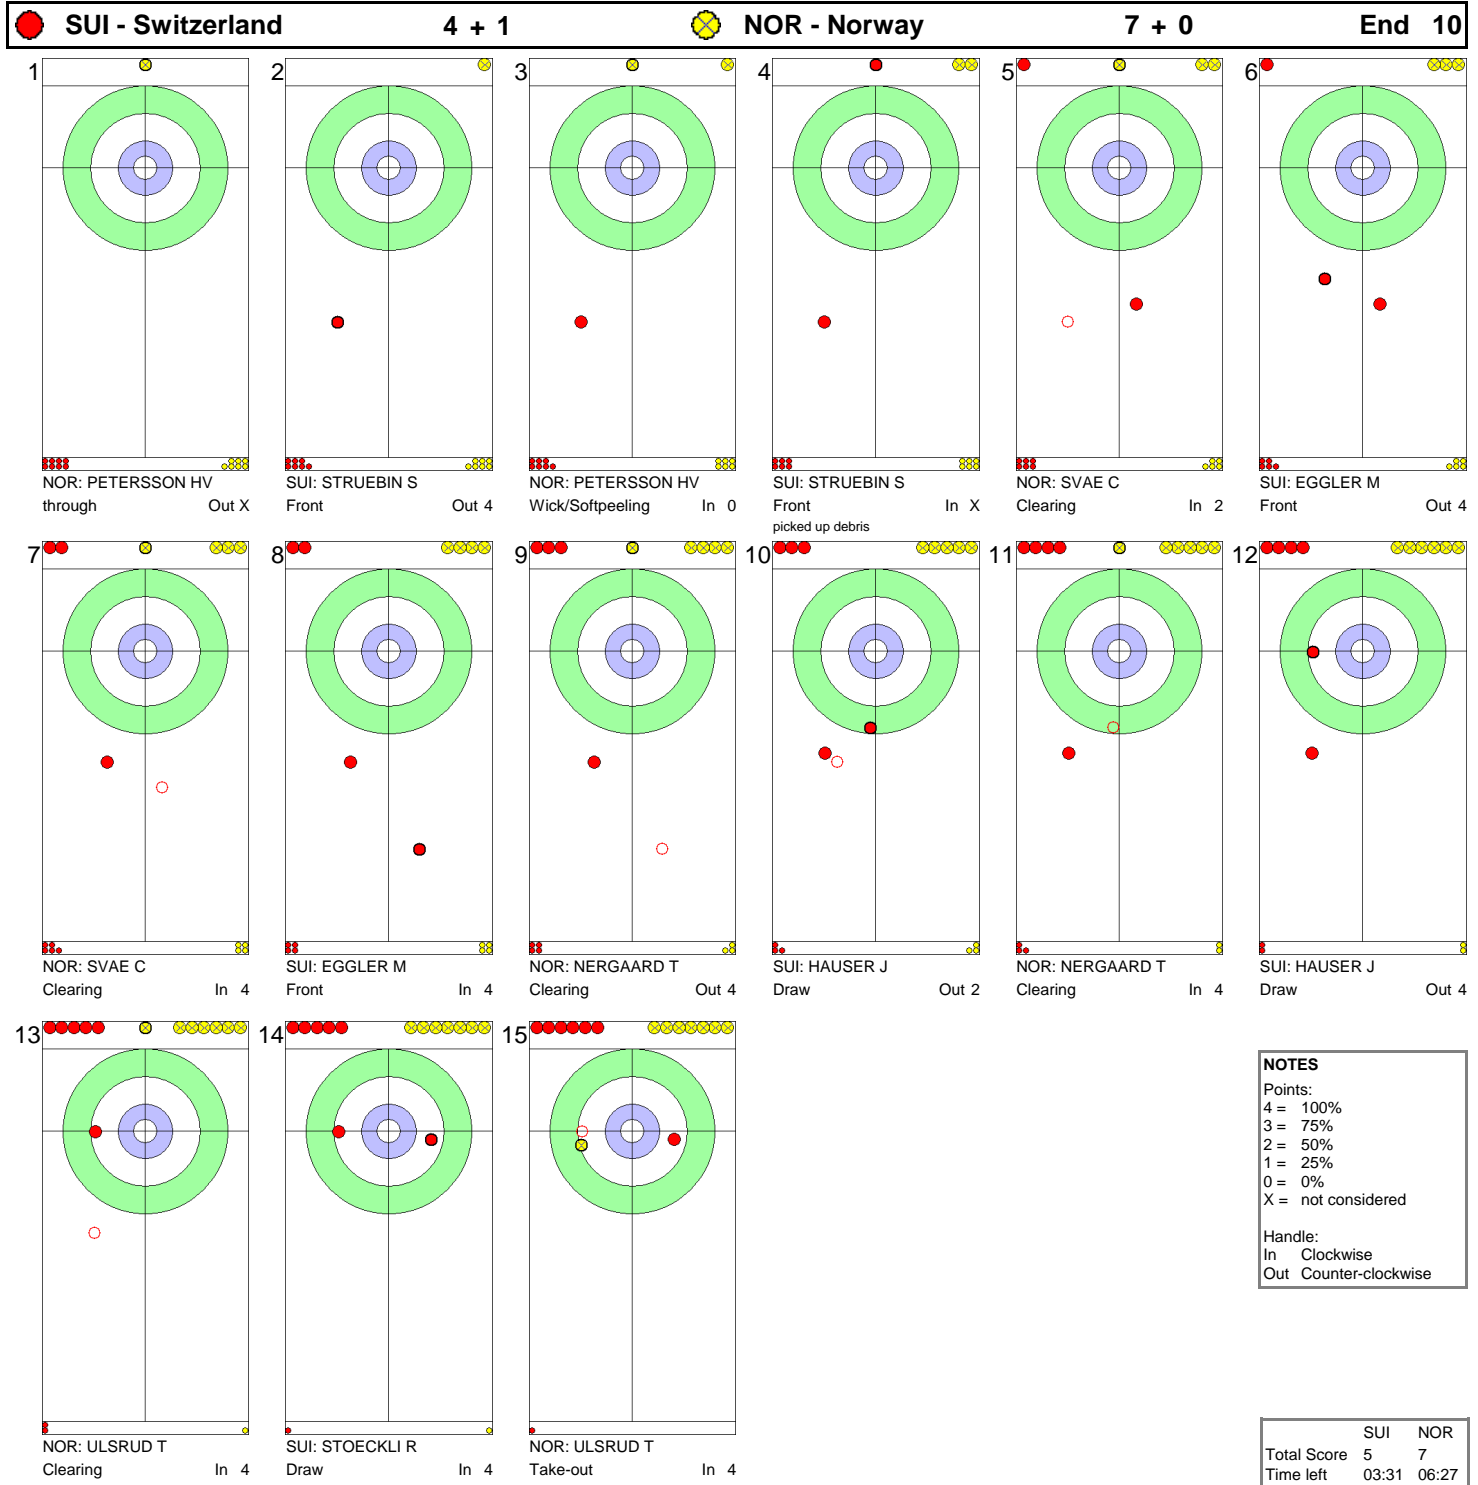 SUI - Switzerland 4 + 1 NOR - Norway 7 + 0 End 10
1 2 3 4 5 6
NOR: PETERSSON HV SUI: STRUEBIN S NOR: PETERSSON HV SUI: STRUEBIN S NOR: SVAE C SUI: EGGLER M
through Out X Front Out 4 Wick/Softpeeling In 0 Front In X Clearing In 2 Front Out 4
picked up debris
7 8 9 10 11 12
NOR: SVAE C SUI: EGGLER M NOR: NERGAARD T SUI: HAUSER J NOR: NERGAARD T SUI: HAUSER J
Clearing In 4 Front In 4 Clearing Out 4 Draw Out 2 Clearing In 4 Draw Out 4
13 14 15
NOR: ULSRUD T SUI: STOECKLI R NOR: ULSRUD T
Clearing In 4 Draw In 4 Take-out In 4
NOTES
Points:
4 = 100%
3 = 75%
2 = 50%
1 = 25%
0 = 0%
X = not considered
Handle:
In Clockwise
Out Counter-clockwise
SUI NOR
Total Score 5 7
Time left 03:31 06:27